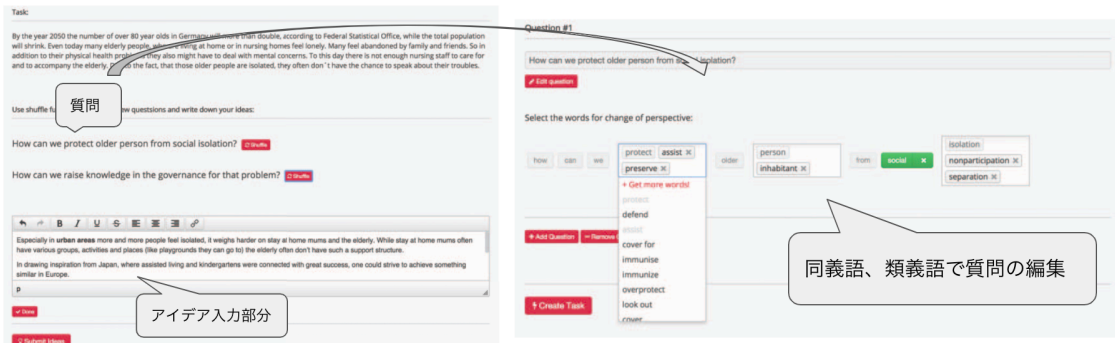 Task:
By the year 2050 the number of over 80 year olds in Germany will more than double, according to Federal Statistical Office, while the total population
will shrink. Even today many elderly people, who are living at home or in nursing homes feel lonely. Many feel abandoned by family and friends. So in
addition to their physical health problems they also might have to deal with mental concerns. To this day there is not enough nursing staff to care for
and to accompany the elderly. to the fact, that those older people are isolated, they often don´t have the chance to speak about their troubles.
質問
Use shuffle questsions and write down your ideas:
How can we protect older person from social isolation? Shuffle
How can we raise knowledge in the governance for that problem? Shuffle
B I U S
Especially in urban areas more and more people feel isolated, it weighs harder on stay at home mums and the elderly. While stay at home mums often
have various groups, activities and places (like playgrounds they can go to) the elderly often don't have such a support structure.
In drawing inspiration from Japan, where assisted living and kindergartens were connected with great success, one could strive to achieve something
similar in Europe.
p
アイデア入力部分
Done
Submit Ideas
Question #1
How can we protect older person from social isolation?
Edit question
Select the words for change of perspective:
how can we protect assist × older person from social × isolation
preserve × inhabitant × nonparticipation ×
separation ×
+ Get more words!
protect
defend
assist
cover for
immunise
immunize
overprotect
look out
cover
+ Add Question − Remove
Create Task
同義語、類義語で質問の編集